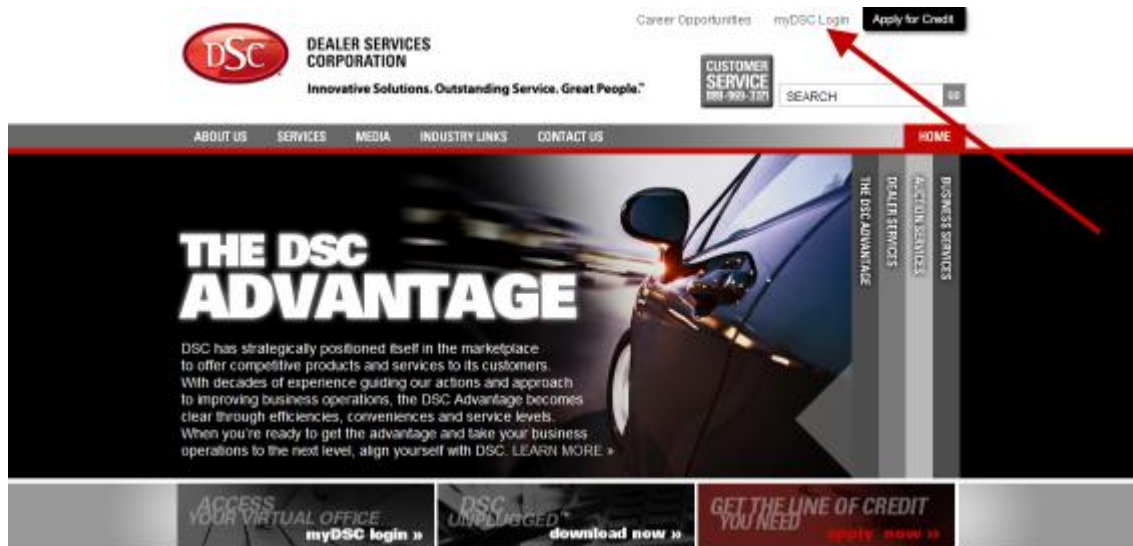 Career Opportunities myDSC Login Apply for Credit
DSC
DEALER SERVICES
CORPORATION
Innovative Solutions. Outstanding Service. Great People.™
CUSTOMER
SERVICE
SEARCH
GO
ABOUT US SERVICES MEDIA INDUSTRY LINKS CONTACT US HOME
THE DSC
ADVANTAGE
DSC has strategically positioned itself in the marketplace
to offer competitive products and services to its customers.
With decades of experience guiding our actions and approach
to improving business operations, the DSC Advantage becomes
clear through efficiencies, conveniences and service levels.
When you're ready to get the advantage and take your business
operations to the next level, align yourself with DSC. LEARN MORE »
THE DSC ADVANTAGE
DEALER SERVICES
AUCTION SERVICES
BUSINESS SERVICES
ACCESS
YOUR VIRTUAL OFFICE
myDSC login »
DSC
UNPLUGGED™
download now »
GET THE LINE OF CREDIT
YOU NEED
apply now »